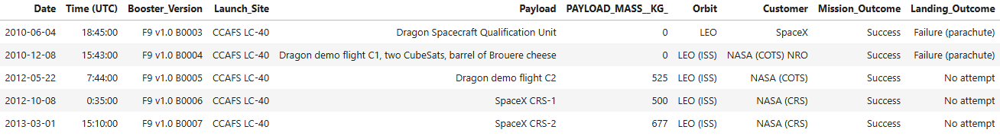 Date Time (UTC) Booster_Version Launch_Site Payload PAYLOAD_MASS__KG_ Orbit Customer Mission_Outcome Landing_Outcome
2010-06-04 18:45:00 F9 v1.0 B0003 CCAFS LC-40 Dragon Spacecraft Qualification Unit 0 LEO SpaceX Success Failure (parachute)
2010-12-08 15:43:00 F9 v1.0 B0004 CCAFS LC-40 Dragon demo flight C1, two CubeSats, barrel of Brouere cheese 0 LEO (ISS) NASA (COTS) NRO Success Failure (parachute)
2012-05-22 7:44:00 F9 v1.0 B0005 CCAFS LC-40 Dragon demo flight C2 525 LEO (ISS) NASA (COTS) Success No attempt
2012-10-08 0:35:00 F9 v1.0 B0006 CCAFS LC-40 SpaceX CRS-1 500 LEO (ISS) NASA (CRS) Success No attempt
2013-03-01 15:10:00 F9 v1.0 B0007 CCAFS LC-40 SpaceX CRS-2 677 LEO (ISS) NASA (CRS) Success No attempt